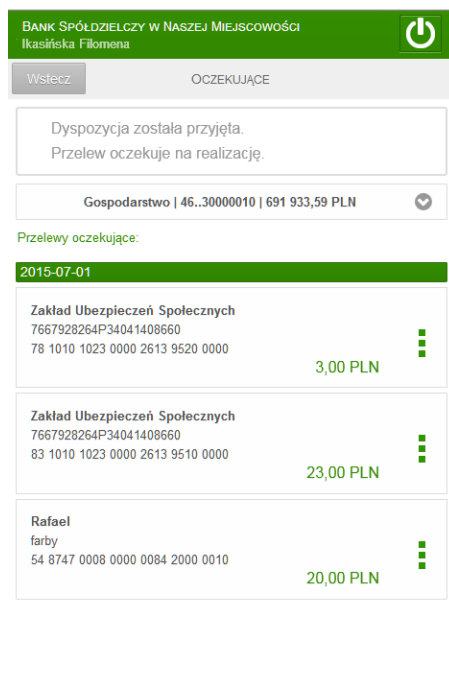 Bank Spółdzielczy w Naszej Miejscowości
Ikasińska Filomena
Wstecz
Oczekujące
Dyspozycja została przyjęta.
Przelew oczekuje na realizację.
Gospodarstwo | 46..30000010 | 691 933,59 PLN
Przelewy oczekujące:
2015-07-01
Zakład Ubezpieczeń Społecznych
7667928264P34041408660
78 1010 1023 0000 2613 9520 0000
3,00 PLN
Zakład Ubezpieczeń Społecznych
7667928264P34041408660
83 1010 1023 0000 2613 9510 0000
23,00 PLN
Rafael
farby
54 8747 0008 0000 0084 2000 0010
20,00 PLN